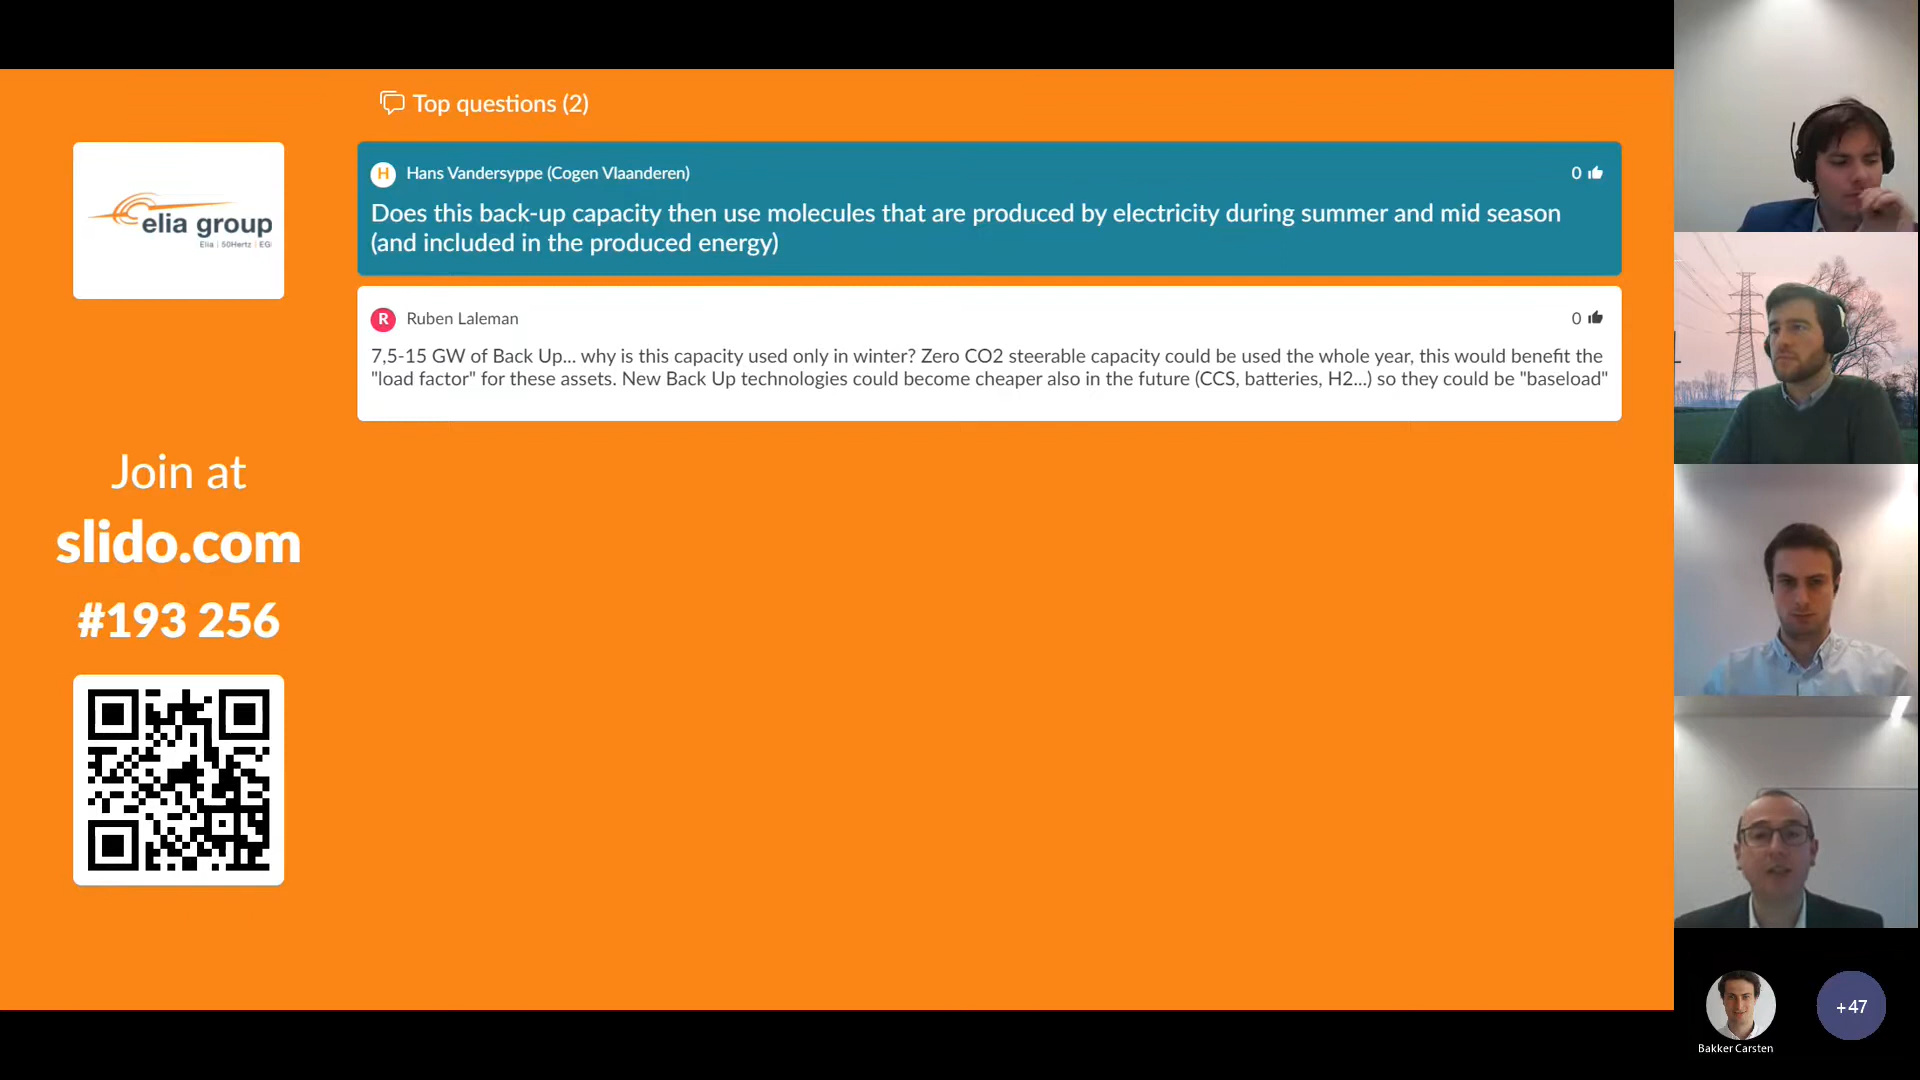 Top questions (2)
elia group
Elia | 50Hertz | EGI
H
Hans Vandersyppe (Cogen Vlaanderen)
0
Does this back-up capacity then use molecules that are produced by electricity during summer and mid season
(and included in the produced energy)
R
Ruben Laleman
0
7,5-15 GW of Back Up... why is this capacity used only in winter? Zero CO2 steerable capacity could be used the whole year, this would benefit the
"load factor" for these assets. New Back Up technologies could become cheaper also in the future (CCS, batteries, H2...) so they could be "baseload"
Join at
slido.com
#193 256
+47
Bakker Carsten